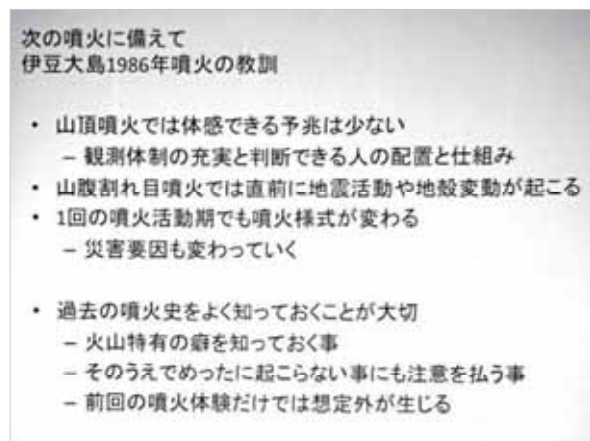 次の噴火に備えて
伊豆大島1986年噴火の教訓
• 山頂噴火では体感できる予兆は少ない
– 観測体制の充実と判断できる人の配置と仕組み
• 山腹割れ目噴火では直前に地震活動や地殻変動が起こる
• 1回の噴火活動期でも噴火様式が変わる
– 災害要因も変わっていく
• 過去の噴火史をよく知っておくことが大切
– 火山特有の癖を知っておく事
– そのうえでめったに起こらない事にも注意を払う事
– 前回の噴火体験だけでは想定外が生じる